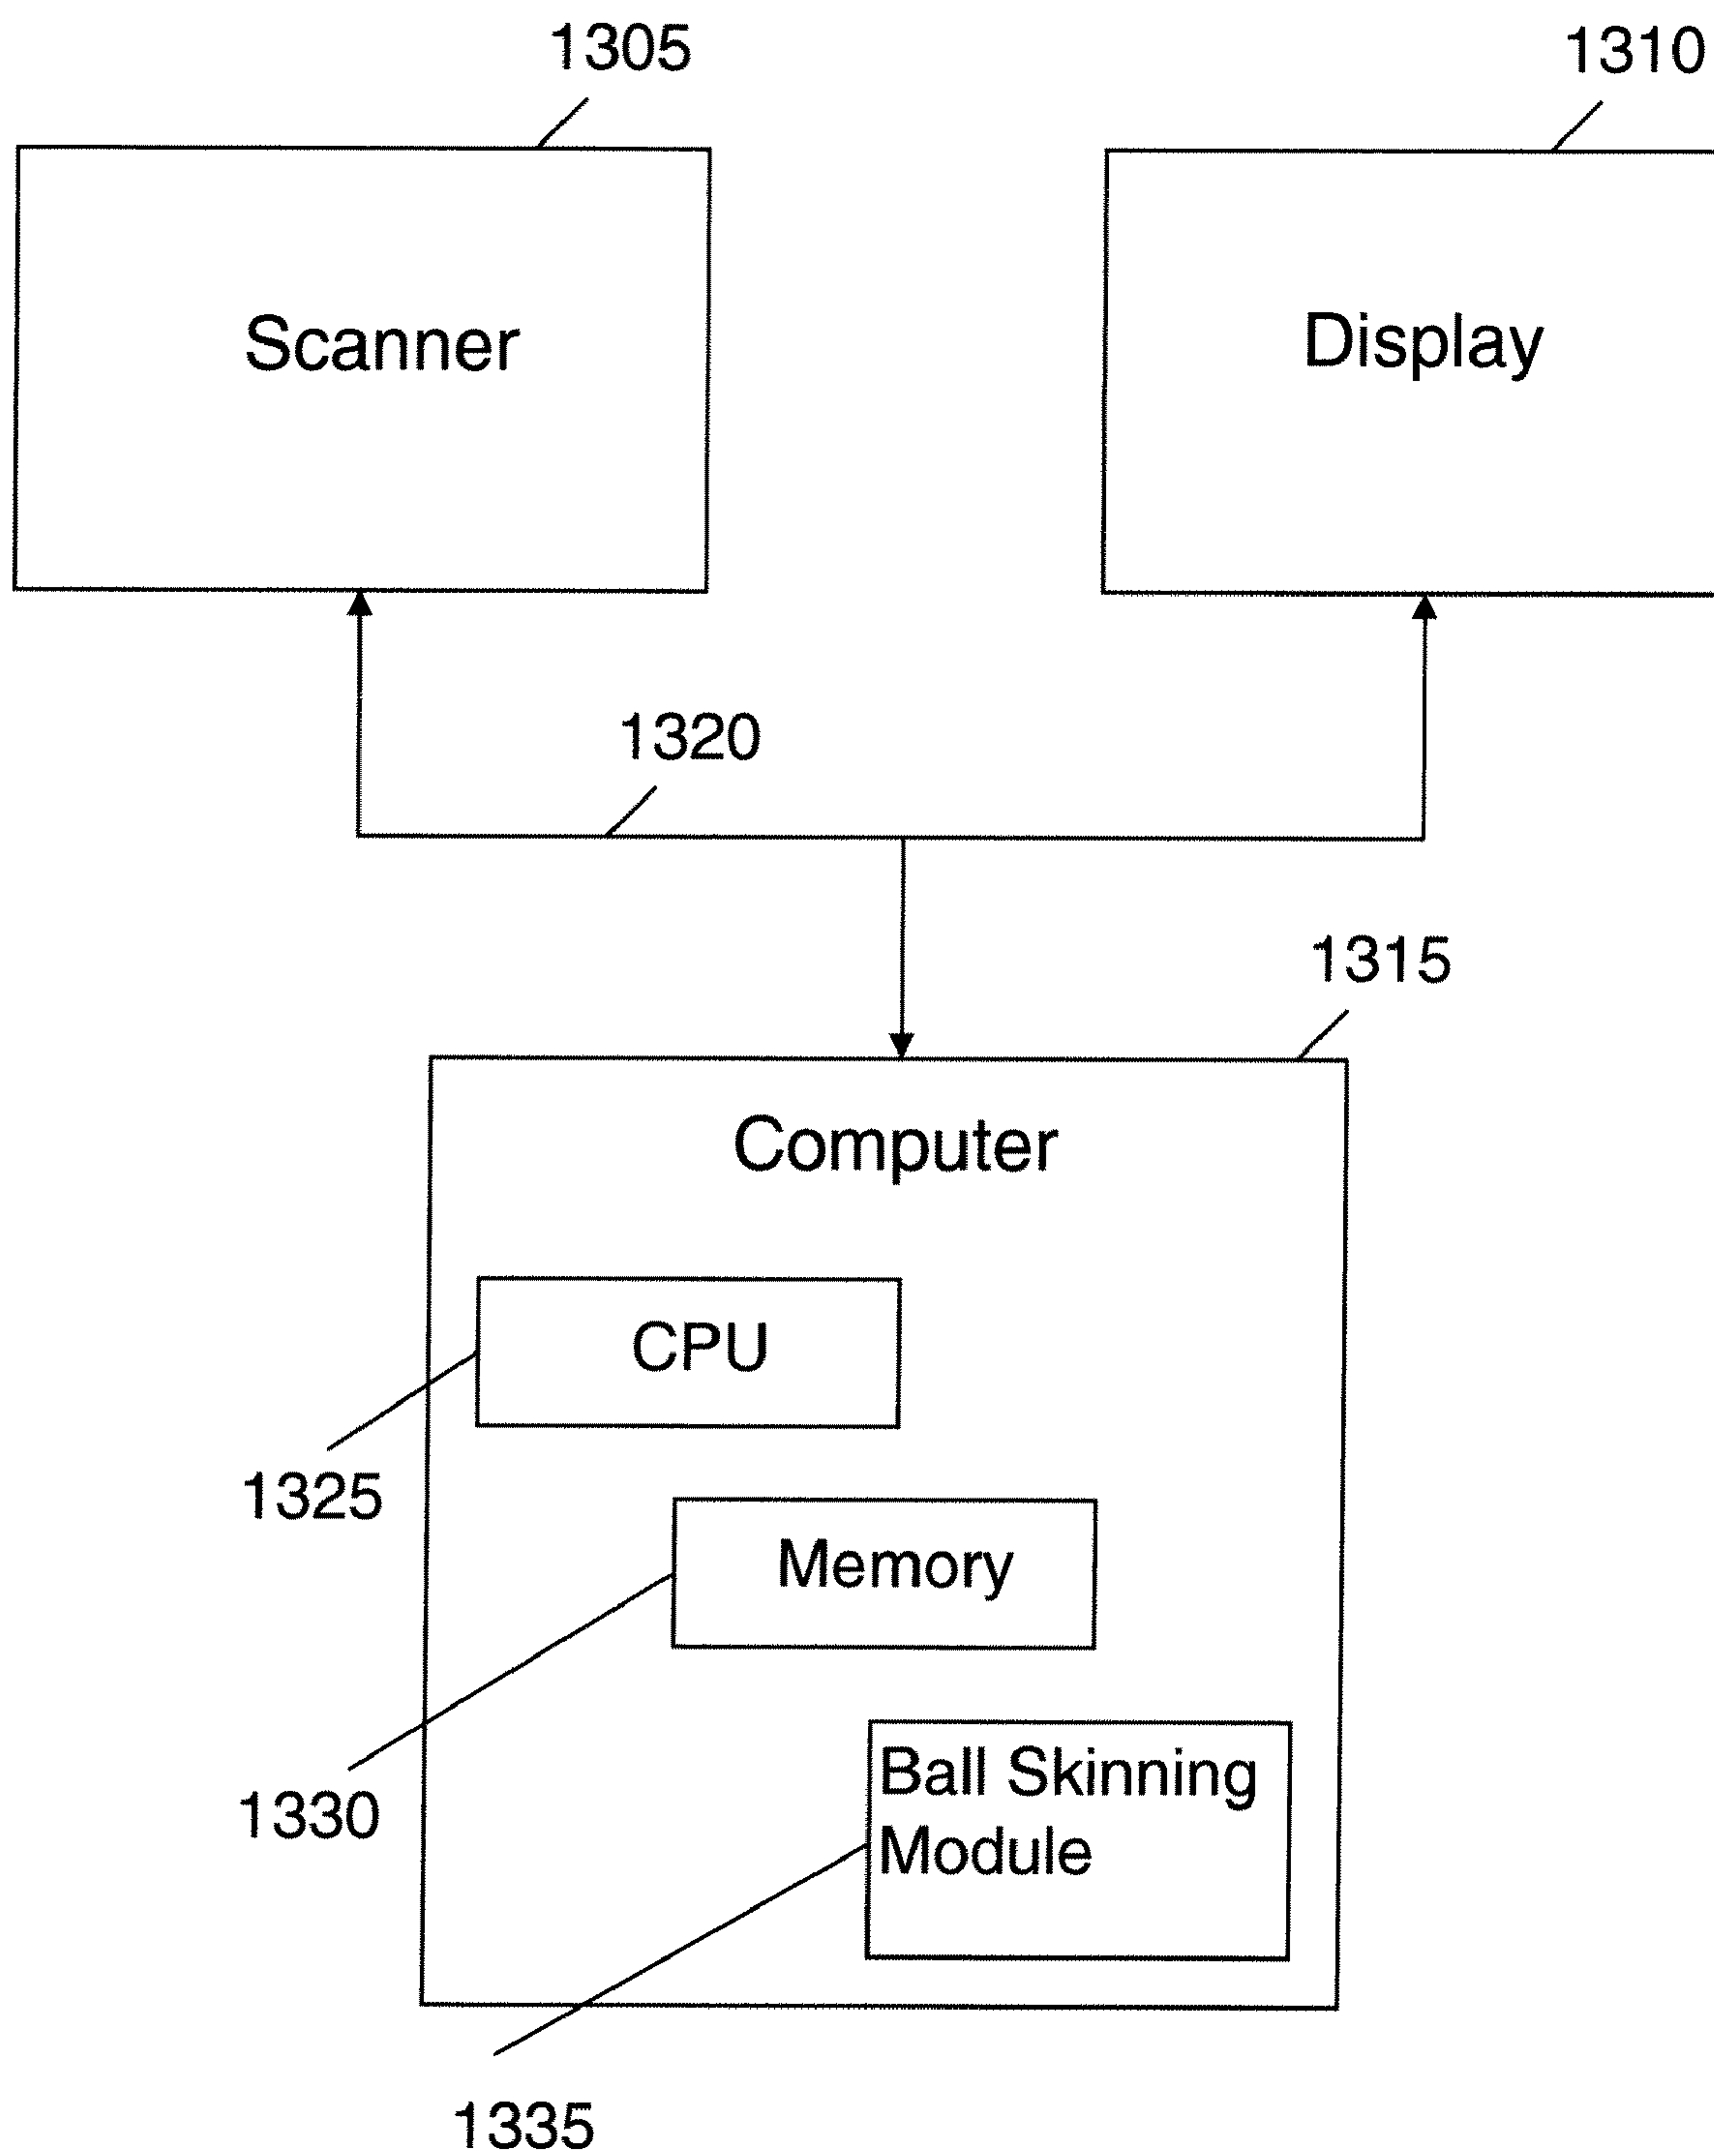 1305
1310
Scanner
Display
1320
1315
Computer
CPU
1325
Memory
1330
Ball Skinning
Module
1335